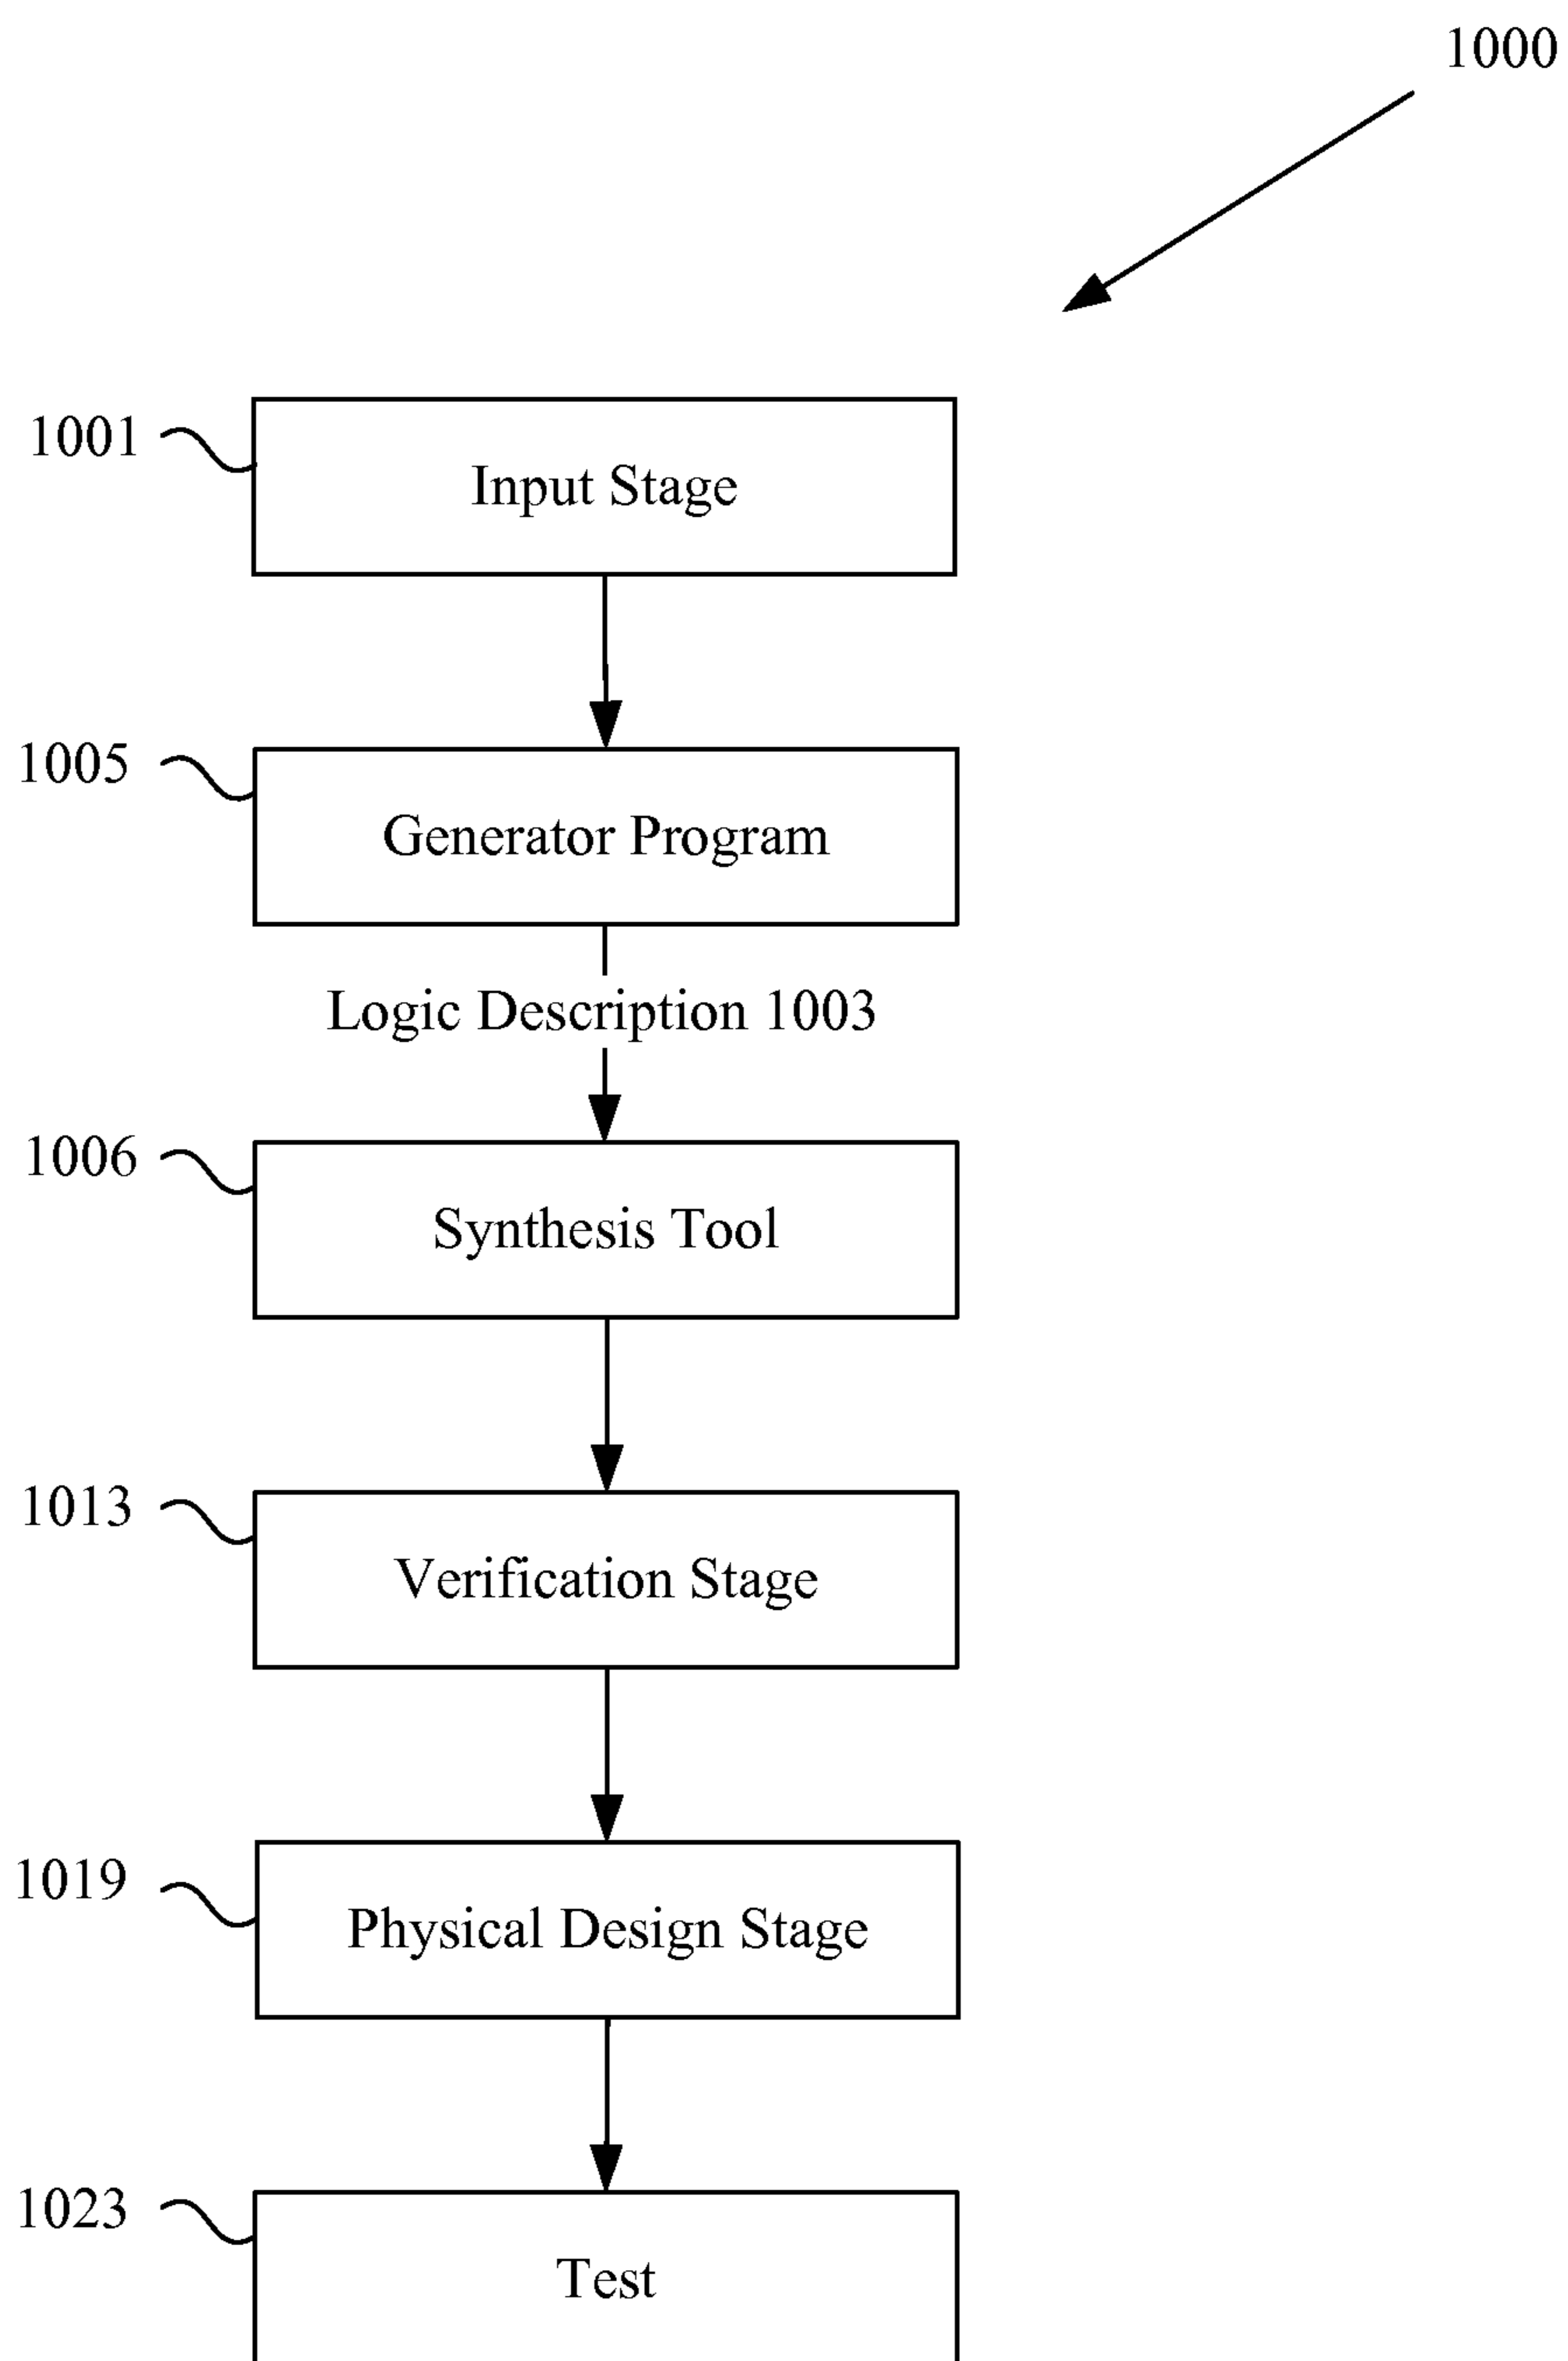 1000
1001
Input Stage
1005
Generator Program
Logic Description 1003
1006
Synthesis Tool
1013
Verification Stage
1019
Physical Design Stage
1023
Test